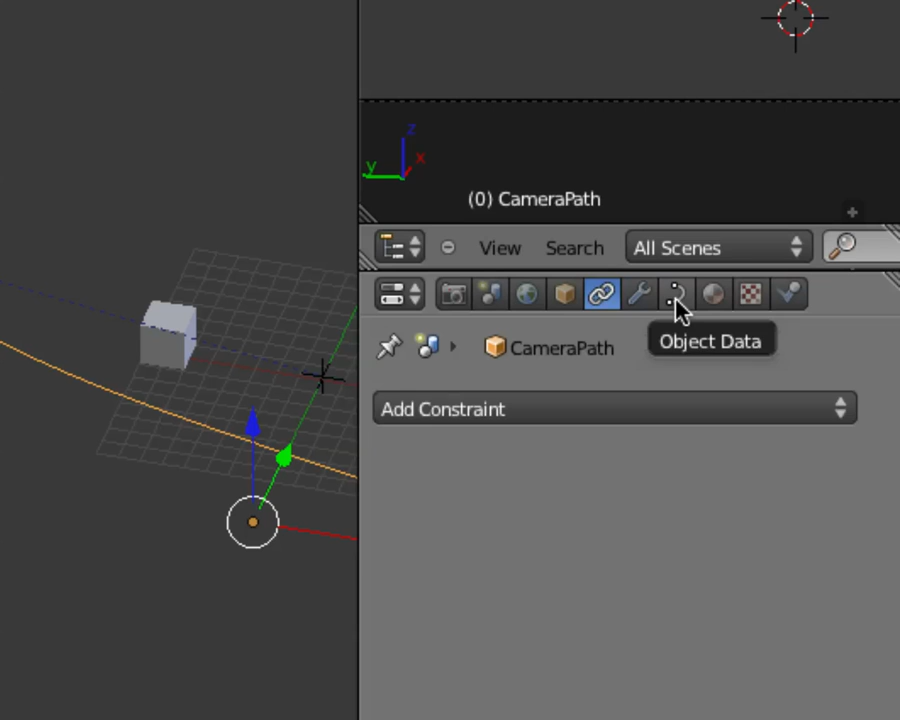 z
y x
(0) CameraPath
View Search All Scenes
CameraPath
Object Data
Add Constraint